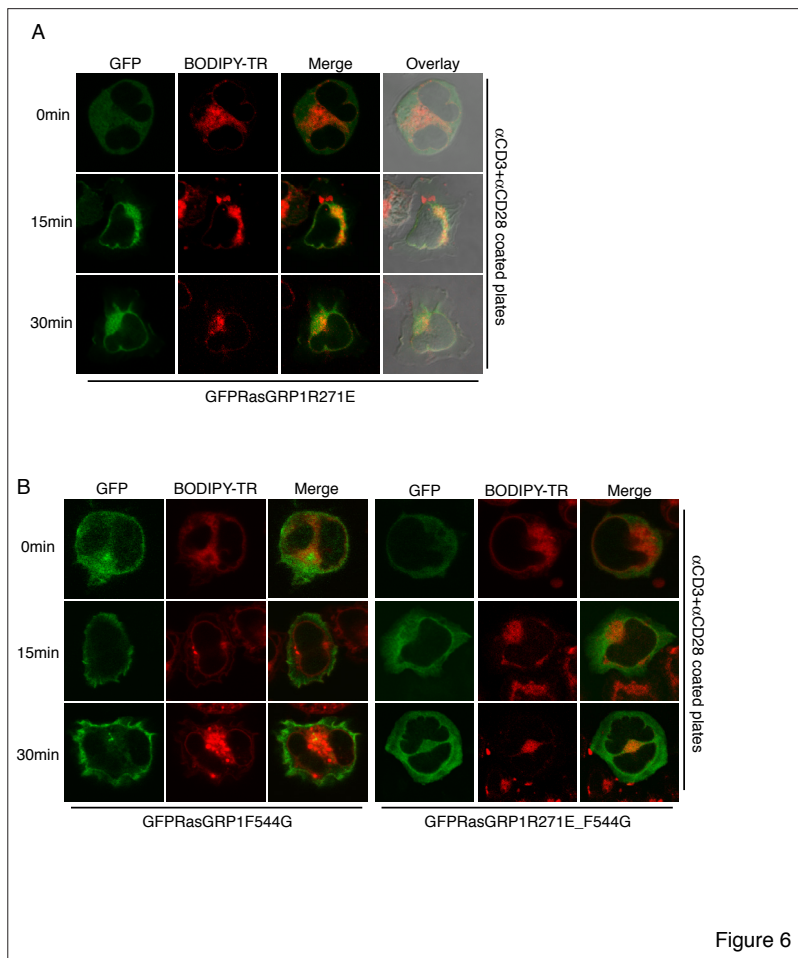 A
GFP BODIPY-TR Merge Overlay
0min
15min
30min
αCD3+αCD28 coated plates
GFPRasGRP1R271E
B
GFP BODIPY-TR Merge GFP BODIPY-TR Merge
0min
15min
30min
αCD3+αCD28 coated plates
GFPRasGRP1F544G GFPRasGRP1R271E_F544G
Figure 6